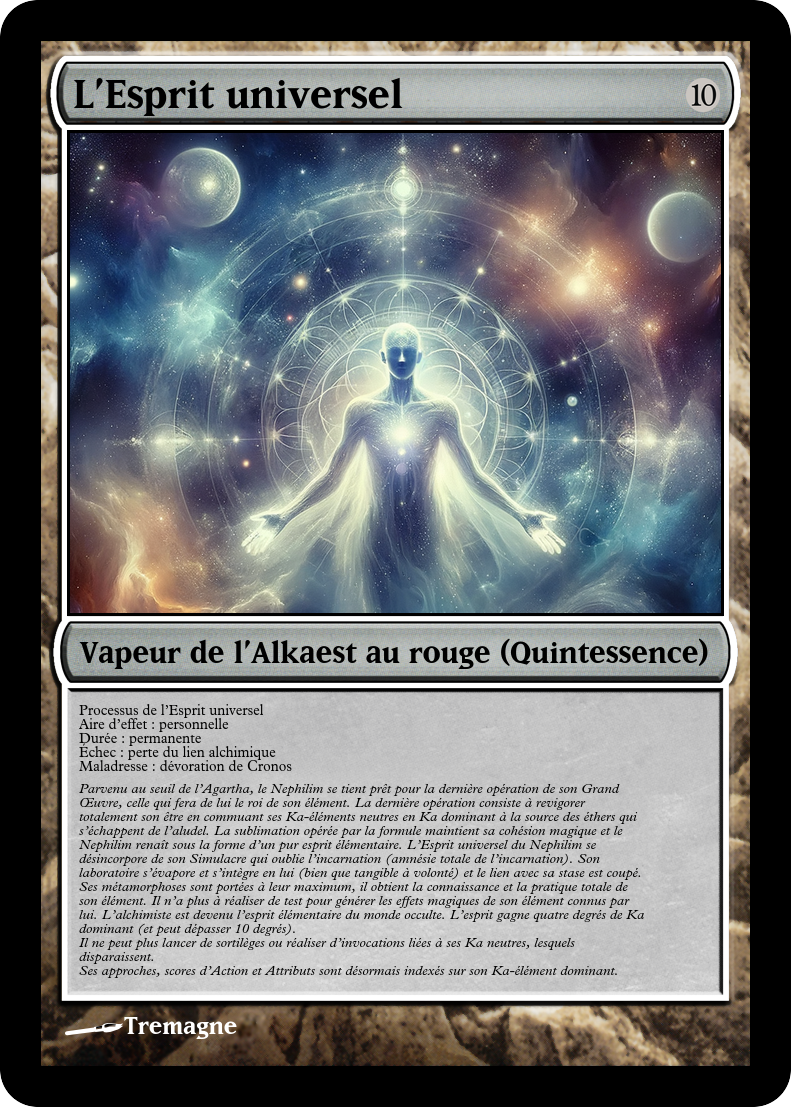 L'Esprit universel
10
Vapeur de l'Alkaest au rouge (Quintessence)
Processus de l'Esprit universel
Aire d'effet : personnelle
Durée : permanente
Échec : perte du lien alchimique
Maladresse : dévoration de Cronos
Parvenu au seuil de l'Agartha, le Nephilim se tient prêt pour la dernière opération de son Grand
Œuvre, celle qui fera de lui le roi de son élément. La dernière opération consiste à revigorer
totalement son être en commuant ses Ka-éléments neutres en Ka dominant à la source des éthers qui
s'échappent de l'aludel. La sublimation opérée par la formule maintient sa cohésion magique et le
Nephilim renaît sous la forme d'un pur esprit élémentaire. L'Esprit universel du Nephilim se
désincorpore de son Simulacre qui oublie l'incarnation (amnésie totale de l'incarnation). Son
laboratoire s'évapore et s'intègre en lui (bien que tangible à volonté) et le lien avec sa stase est coupé.
Ses métamorphoses sont portées à leur maximum, il obtient la connaissance et la pratique totale de
son élément. Il n'a plus à réaliser de test pour générer les effets magiques de son élément connus par
lui. L'alchimiste est devenu l'esprit élémentaire du monde occulte. L'esprit gagne quatre degrés de Ka
dominant (et peut dépasser 10 degrés).
Il ne peut plus lancer de sortilèges ou réaliser d'invocations liées à ses Ka neutres, lesquels
disparaissent.
Ses approches, scores d'Action et Attributs sont désormais indexés sur son Ka-élément dominant.
Tremagne